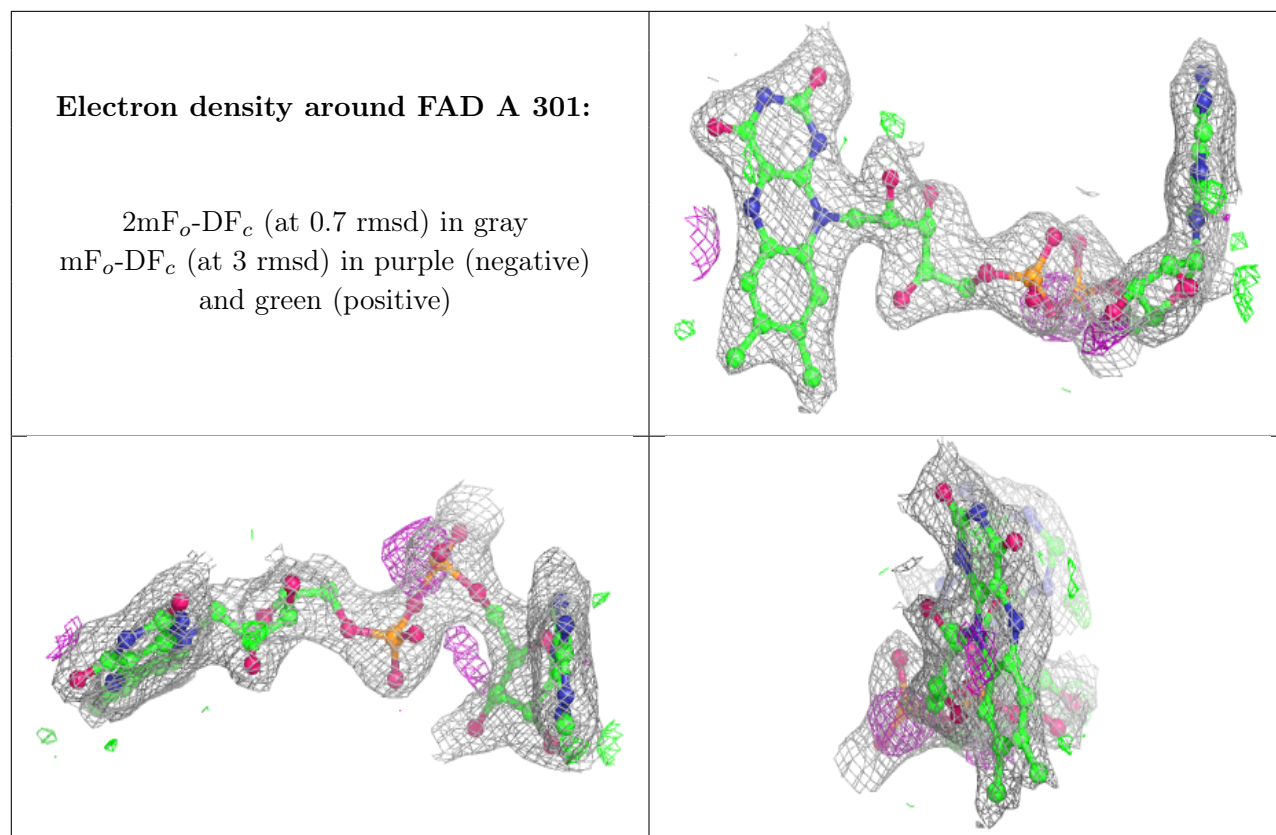 Electron density around FAD A 301:
2mFo-DFc (at 0.7 rmsd) in gray
mFo-DFc (at 3 rmsd) in purple (negative)
and green (positive)